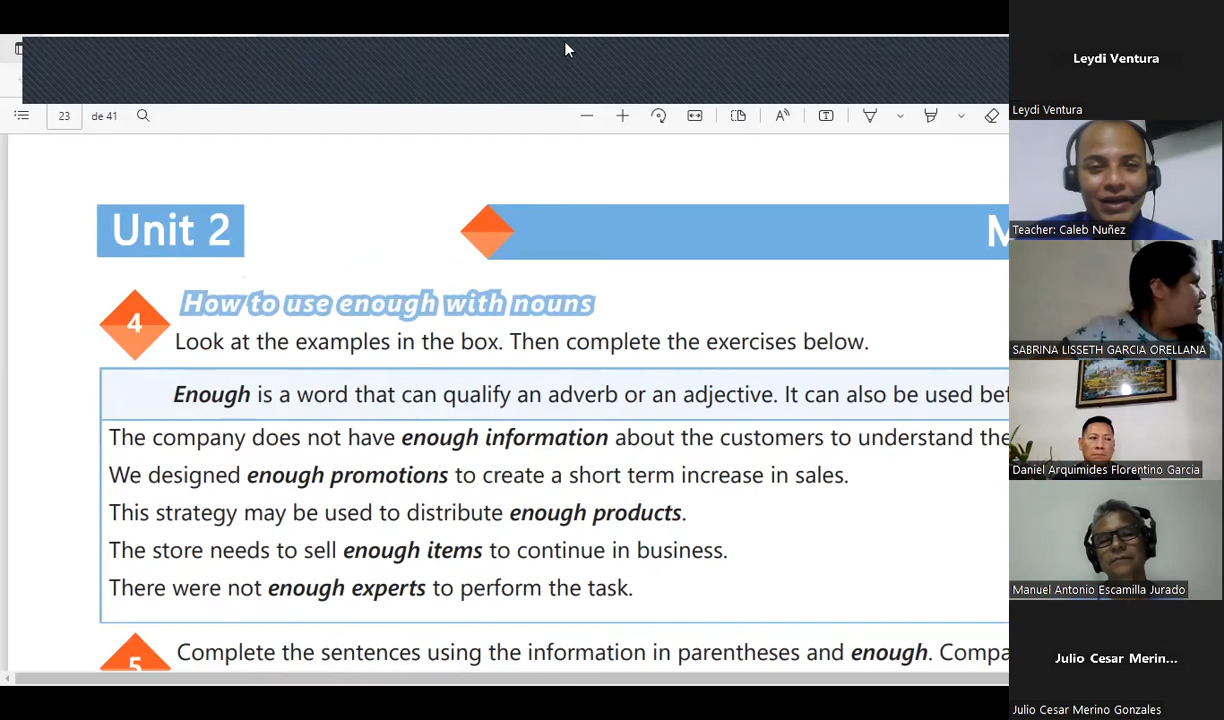 23 de 41
Unit 2
4
How to use enough with nouns
Look at the examples in the box. Then complete the exercises below.
Enough is a word that can qualify an adverb or an adjective. It can also be used
The company does not have enough information about the customers to understand the
We designed enough promotions to create a short term increase in sales.
This strategy may be used to distribute enough products.
The store needs to sell enough items to continue in business.
There were not enough experts to perform the task.
5
Complete the sentences using the information in parentheses and enough.
Leydi Ventura
Leydi Ventura
Teacher: Caleb Nuñez
SABRINA LISSETH GARCIA ORELLANA
Daniel Arquimides Florentino Garcia
Manuel Antonio Escamilla Jurado
Julio Cesar Merin...
Julio Cesar Merino Gonzales